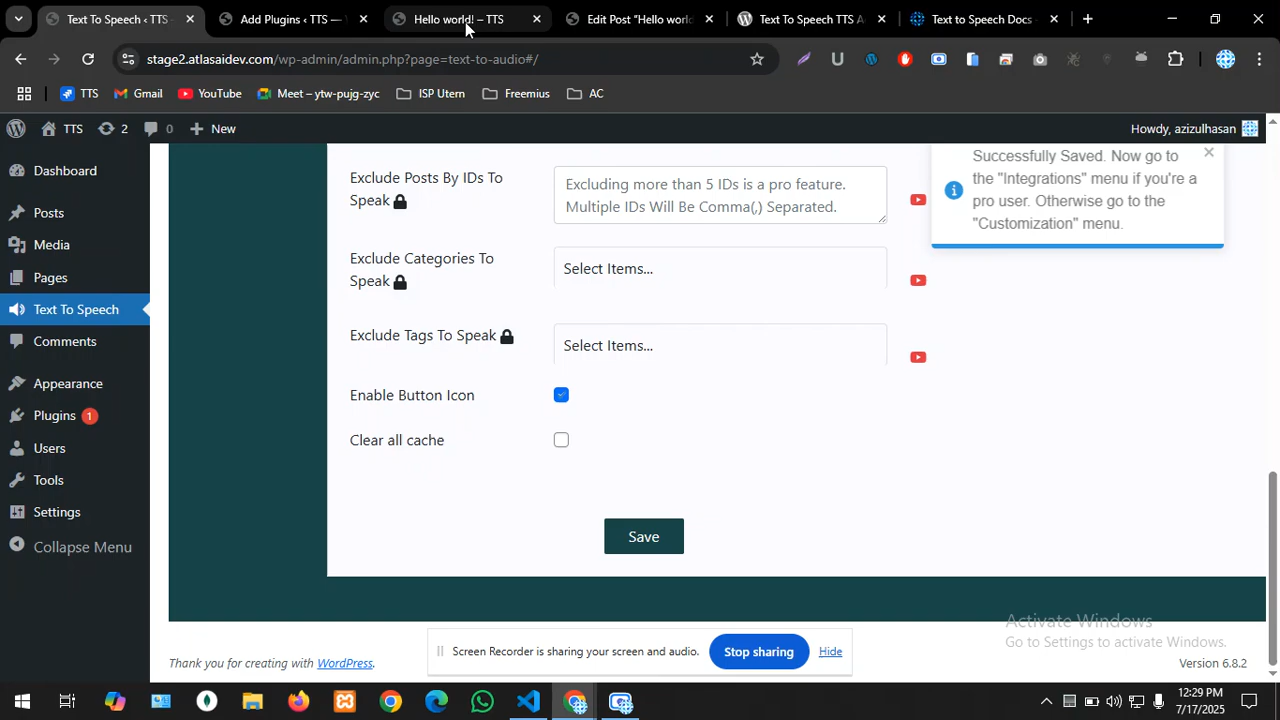 Text To Speech ‹ TTS -
Add Plugins ‹ TTS —
Hello world! – TTS
Edit Post "Hello world
Text To Speech TTS A
Text to Speech Docs -
stage2.atlasaidev.com/wp-admin/admin.php?page=text-to-audio#/
TTS
Gmail
YouTube
Meet – ytw-pujg-zyc
ISP Utem
Freemius
AC
TTS
2
0
New
Howdy, azizulhasan
Dashboard
Posts
Media
Pages
Text To Speech
Comments
Appearance
Plugins 1
Users
Tools
Settings
Collapse Menu
Exclude Posts By IDs To
Speak
Excluding more than 5 IDs is a pro feature.
Multiple IDs Will Be Comma(,) Separated.
Successfully Saved. Now go to
the "Integrations" menu if you're a
pro user. Otherwise go to the
"Customization" menu.
Exclude Categories To
Speak
Select Items...
Exclude Tags To Speak
Select Items...
Enable Button Icon
Clear all cache
Save
Activate Windows
Go to Settings to activate Windows.
Screen Recorder is sharing your screen and audio.
Stop sharing
Hide
Thank you for creating with WordPress.
Version 6.8.2
12:29 PM
7/17/2025